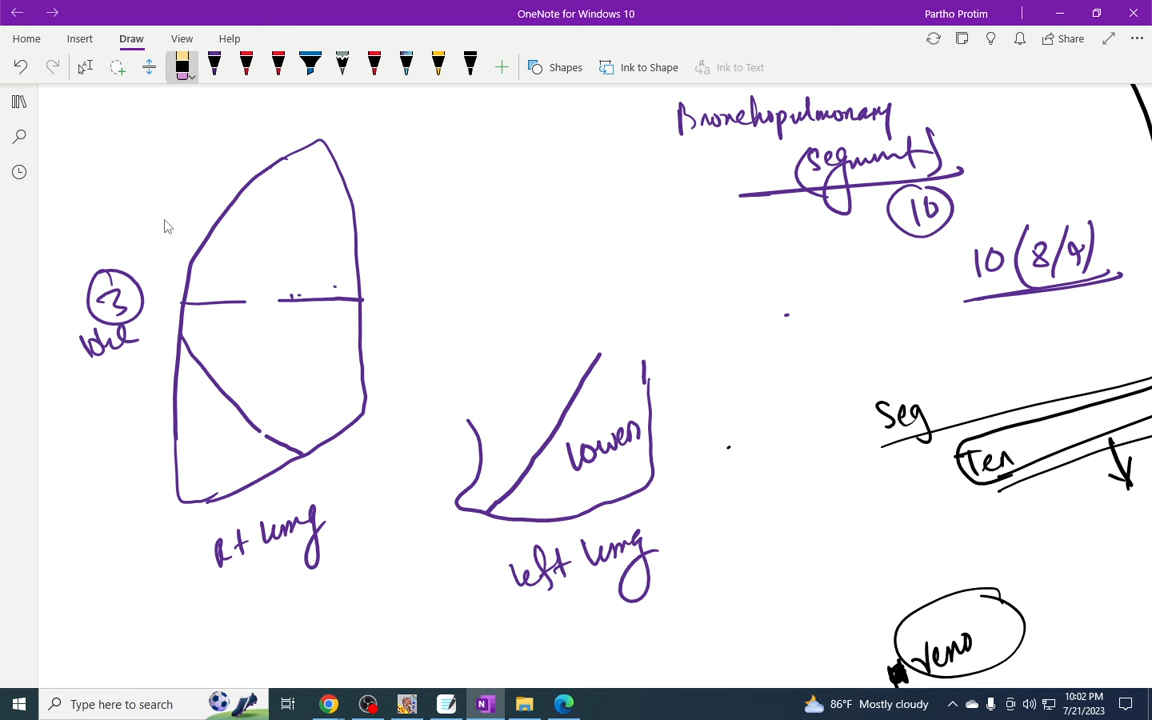 OneNote for Windows 10
Partho Protim
Home Insert Draw View Help
Share
Shapes Ink to Shape Ink to Text
Bronchopulmonary
(segment)
10
10 (8/9)
3
Seg
Ten
lower
Rt lung
left lung
Veno
Type here to search
86°F Mostly cloudy
10:02 PM
7/21/2023